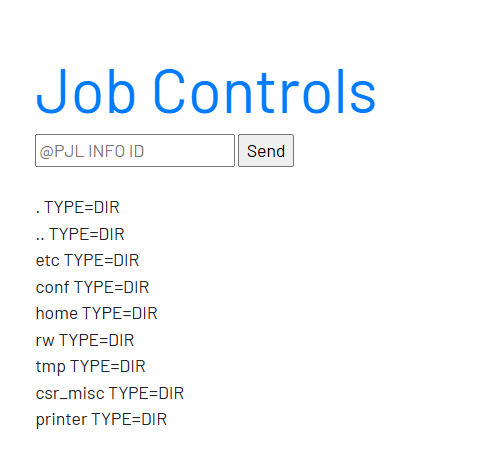 Job Controls
@PJL INFO ID Send
. TYPE=DIR
.. TYPE=DIR
etc TYPE=DIR
conf TYPE=DIR
home TYPE=DIR
rw TYPE=DIR
tmp TYPE=DIR
csr_misc TYPE=DIR
printer TYPE=DIR